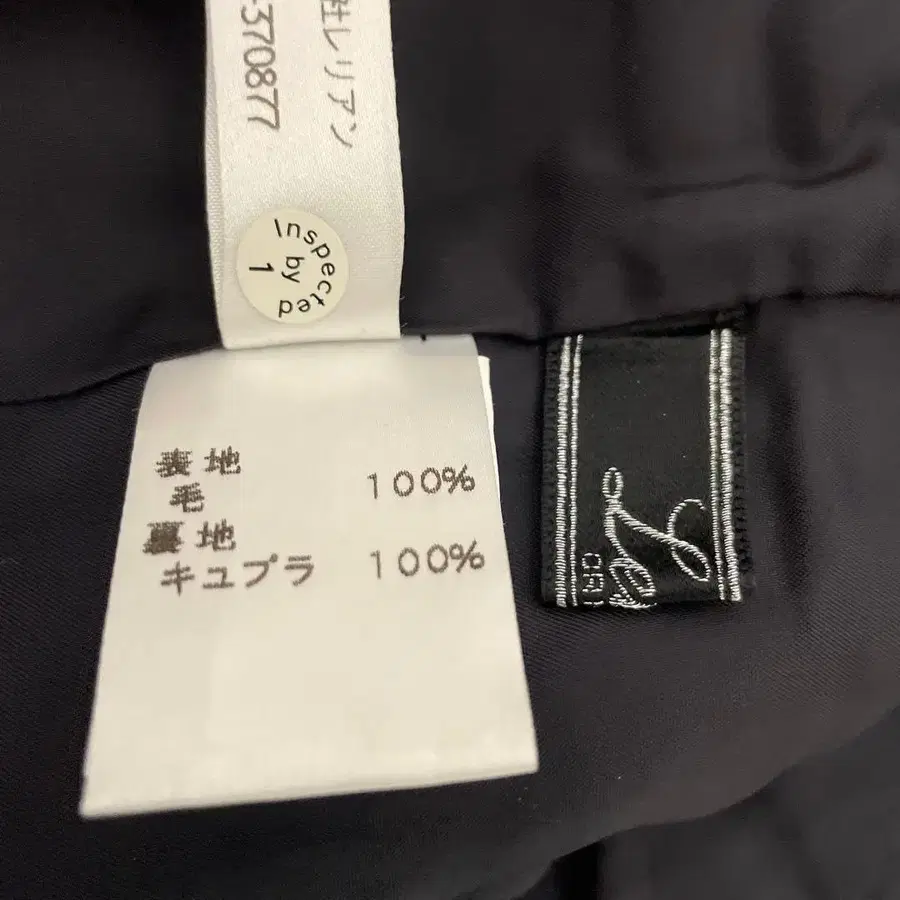 社レリアン
370877
Inspected
by
1
表地
毛 100%
裏地
キュプラ 100%